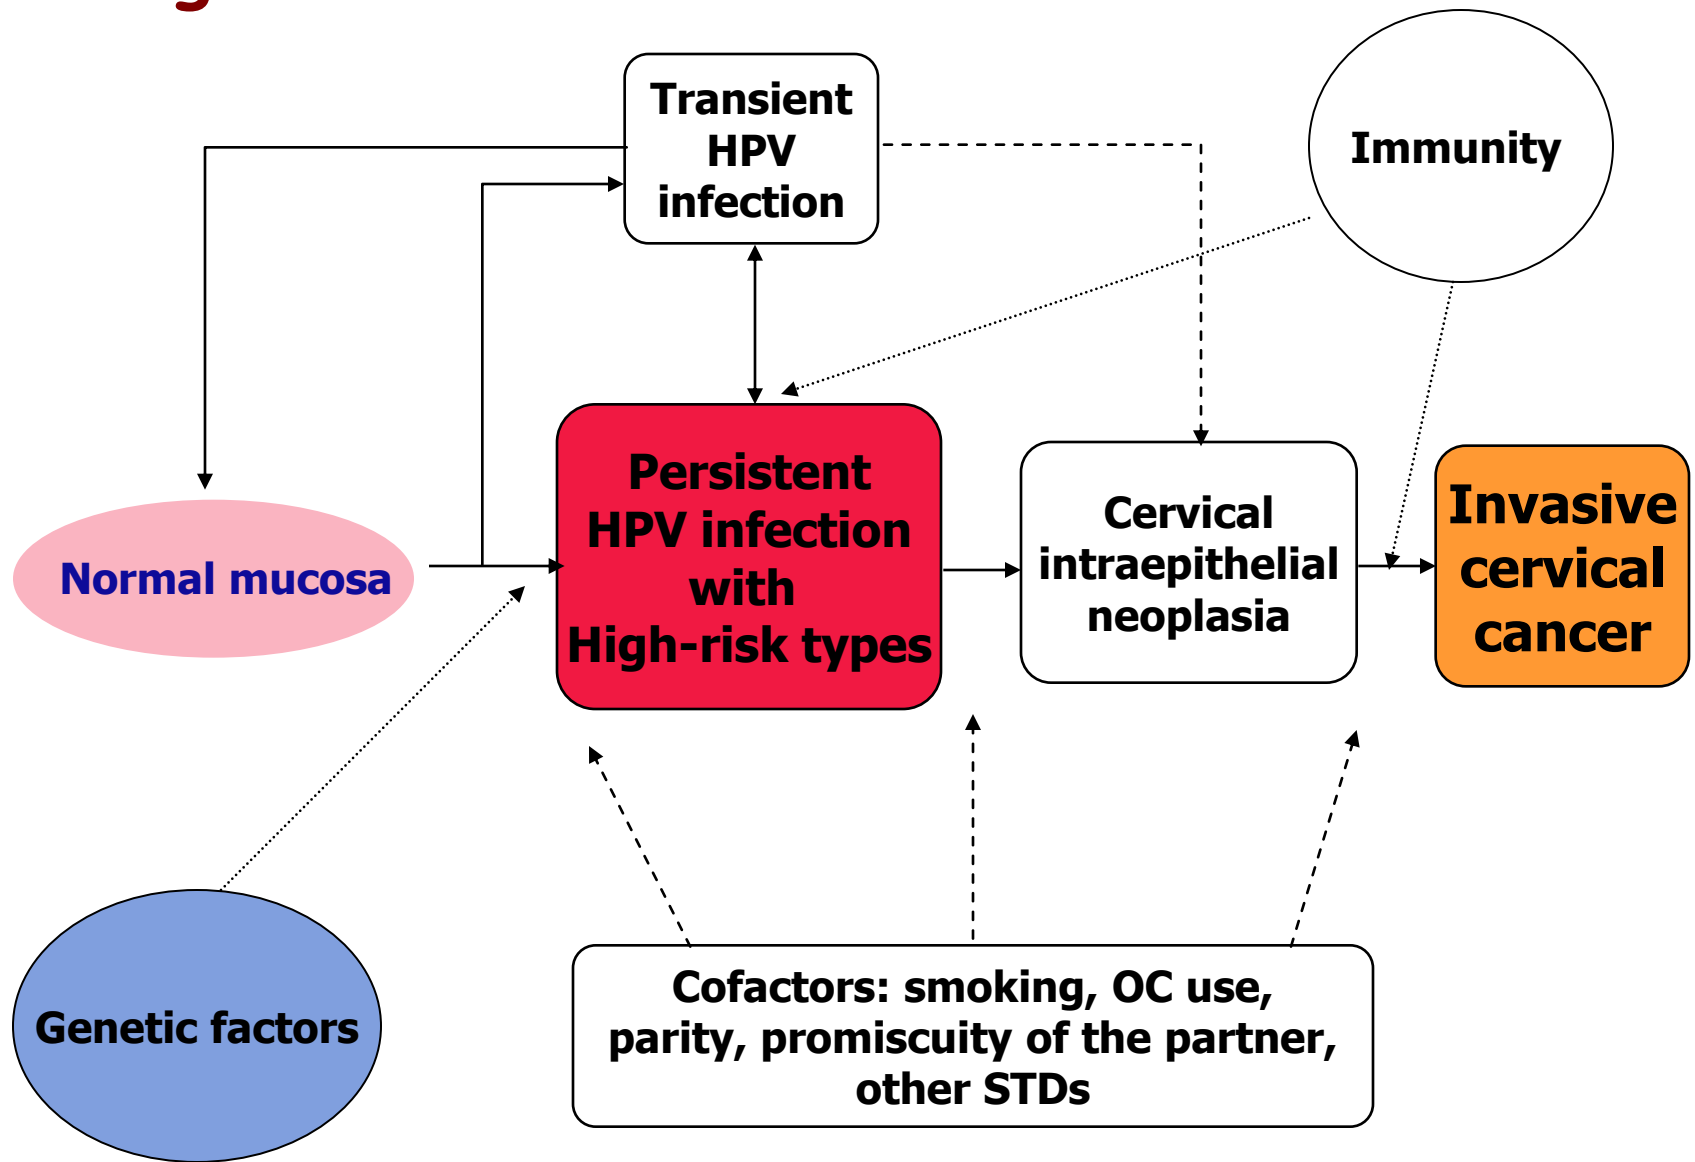 Transient
HPV
infection
Immunity
Persistent
HPV infection
with
High-risk types
Cervical
intraepithelial
neoplasia
Invasive
cervical
cancer
Normal mucosa
Genetic factors
Cofactors: smoking, OC use,
parity, promiscuity of the partner,
other STDs